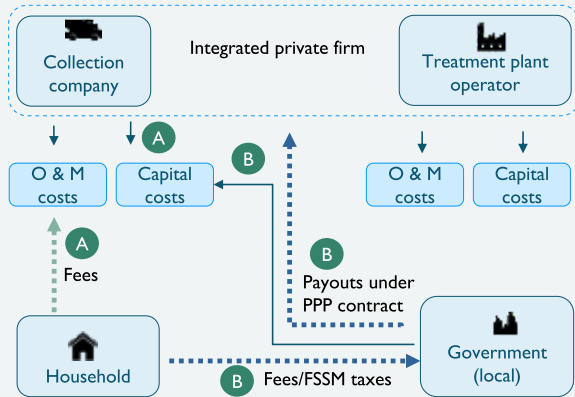 Collection
company
Integrated private firm
Treatment plant
operator
A
B
O & M
costs
Capital
costs
O & M
costs
Capital
costs
A
Fees
B
Payouts under
PPP contract
Household
B
Fees/FSSM taxes
Government
(local)